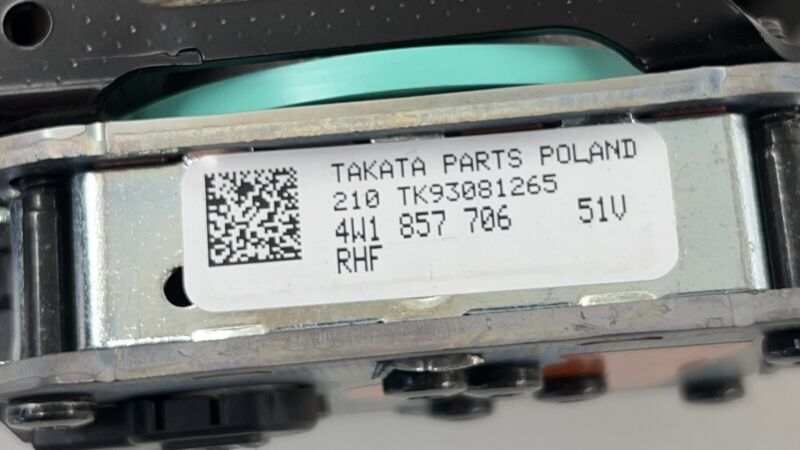 TAKATA PARTS POLAND
210 TK93081265
4W1 857 706 51V
RHF